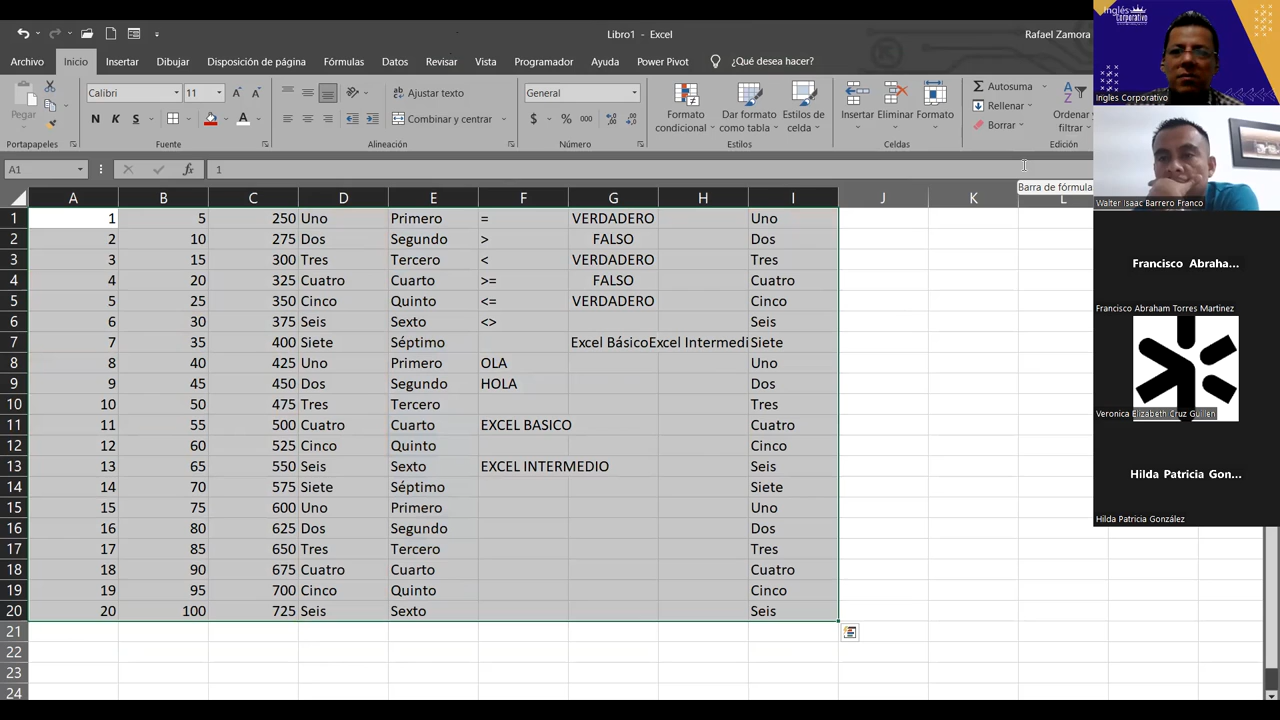 Libro1 - Excel
Rafael Zamora
Archivo Inicio Insertar Dibujar Disposición de página Fórmulas Datos Revisar Vista Programador Ayuda Power Pivot ¿Qué desea hacer?
Pegar
Calibri 11
N K S
Ajustar texto
Combinar y centrar
General
$ % 000
Formato condicional
Dar formato como tabla
Estilos de celda
Insertar Eliminar Formato
Autosuma
Rellenar
Borrar
Ordenar y filtrar
Portapapeles Fuente Alineación Número Estilos Celdas Edición
A1 fx 1
Barra de fórmula
A B C D E F G H I J K L
1 1 5 250 Uno Primero = VERDADERO Uno
2 2 10 275 Dos Segundo > FALSO Dos
3 3 15 300 Tres Tercero < VERDADERO Tres
4 4 20 325 Cuatro Cuarto >= FALSO Cuatro
5 5 25 350 Cinco Quinto <= VERDADERO Cinco
6 6 30 375 Seis Sexto <> Seis
7 7 35 400 Siete Séptimo Excel BásicoExcel Intermedi Siete
8 8 40 425 Uno Primero OLA Uno
9 9 45 450 Dos Segundo HOLA Dos
10 10 50 475 Tres Tercero Tres
11 11 55 500 Cuatro Cuarto EXCEL BASICO Cuatro
12 12 60 525 Cinco Quinto Cinco
13 13 65 550 Seis Sexto EXCEL INTERMEDIO Seis
14 14 70 575 Siete Séptimo Siete
15 15 75 600 Uno Primero Uno
16 16 80 625 Dos Segundo Dos
17 17 85 650 Tres Tercero Tres
18 18 90 675 Cuatro Cuarto Cuatro
19 19 95 700 Cinco Quinto Cinco
20 20 100 725 Seis Sexto Seis
21
22
23
24
Inglés Corporativo
Ingles Corporativo
Walter Isaac Barrero Franco
Francisco Abraha...
Francisco Abraham Torres Martinez
Veronica Elizabeth Cruz Guillen
Hilda Patricia Gon...
Hilda Patricia González